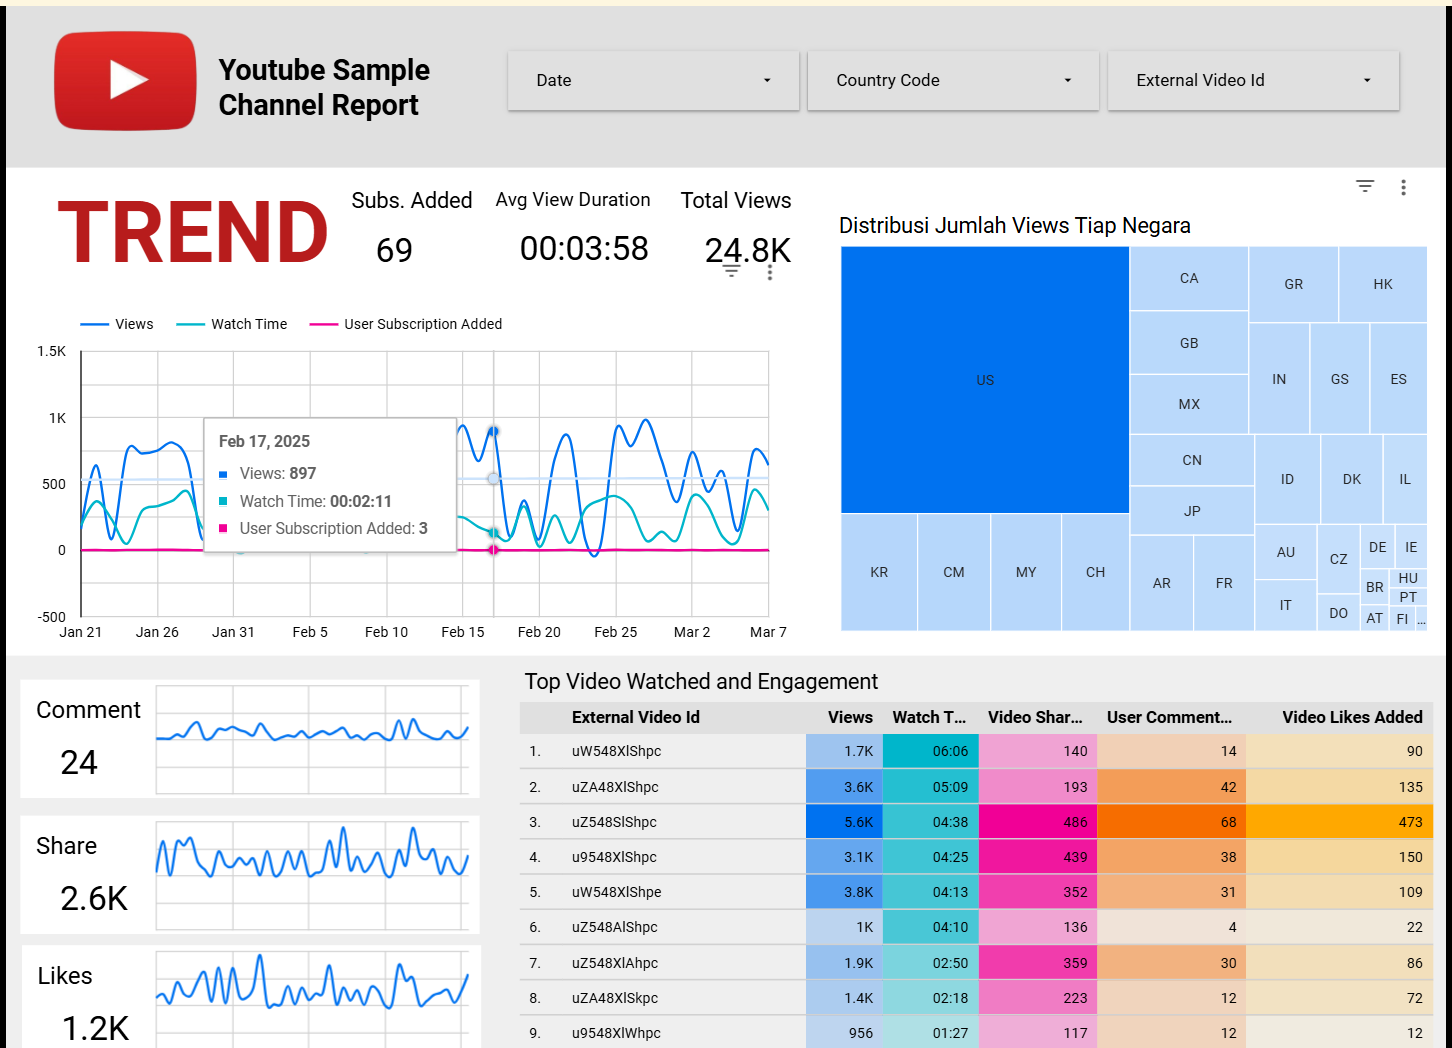 Youtube Sample
Channel Report
Date
Country Code
External Video Id
TREND
Subs. Added
69
Avg View Duration
00:03:58
Total Views
24.8K
Views
Watch Time
User Subscription Added
1.5K
1K
500
0
-500
Jan 21
Jan 26
Jan 31
Feb 5
Feb 10
Feb 15
Feb 20
Feb 25
Mar 2
Mar 7
Feb 17, 2025
Views: 897
Watch Time: 00:02:11
User Subscription Added: 3
Distribusi Jumlah Views Tiap Negara
US
KR
CM
MY
CH
CA
GB
MX
CN
JP
AR
FR
GR
HK
IN
GS
ES
ID
DK
IL
AU
IT
CZ
DO
DE
IE
BR
HU
PT
AT
FI
...
Comment
24
Share
2.6K
Likes
1.2K
Top Video Watched and Engagement
External Video Id Views Watch T... Video Shar... User Comment... Video Likes Added
1. uW548XlShpc 1.7K 06:06 140 14 90
2. uZA48XlShpc 3.6K 05:09 193 42 135
3. uZ548SlShpc 5.6K 04:38 486 68 473
4. u9548XlShpc 3.1K 04:25 439 38 150
5. uW548XlShpe 3.8K 04:13 352 31 109
6. uZ548AlShpc 1K 04:10 136 4 22
7. uZ548XlAhpc 1.9K 02:50 359 30 86
8. uZA48XlSkpc 1.4K 02:18 223 12 72
9. u9548XlWhpc 956 01:27 117 12 12